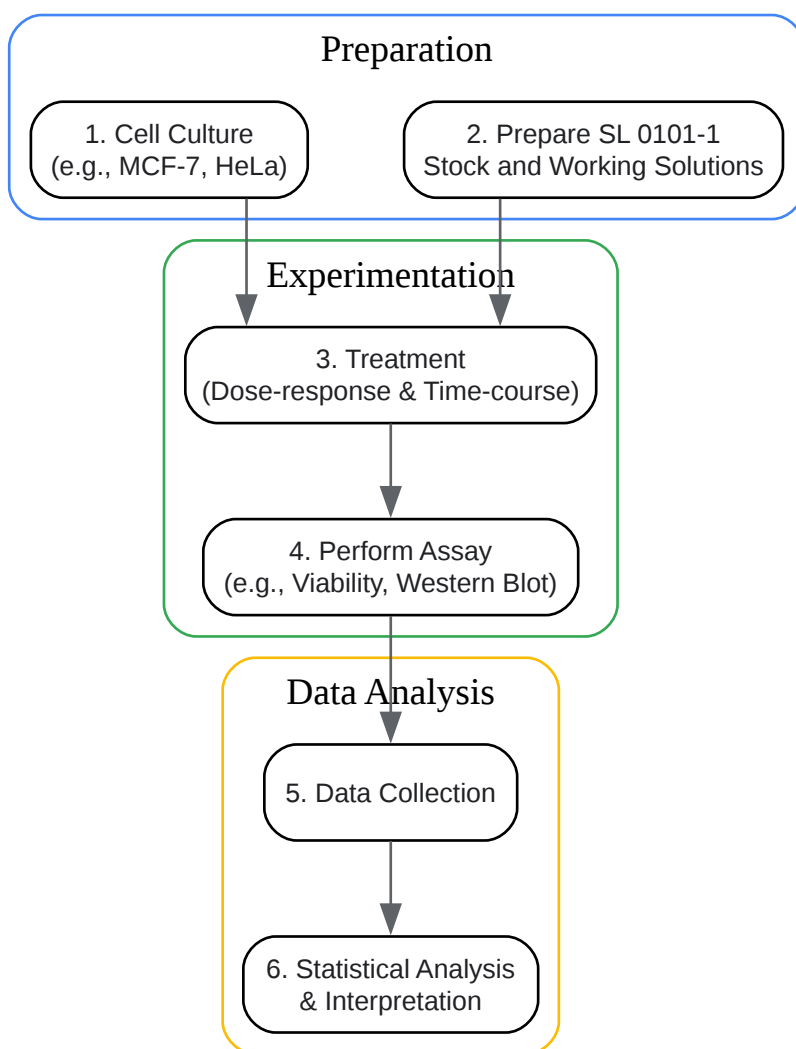 Preparation
1. Cell Culture
(e.g., MCF-7, HeLa)
2. Prepare SL 0101-1
Stock and Working Solutions
Experimentation
3. Treatment
(Dose-response & Time-course)
4. Perform Assay
(e.g., Viability, Western Blot)
Data Analysis
5. Data Collection
6. Statistical Analysis
& Interpretation